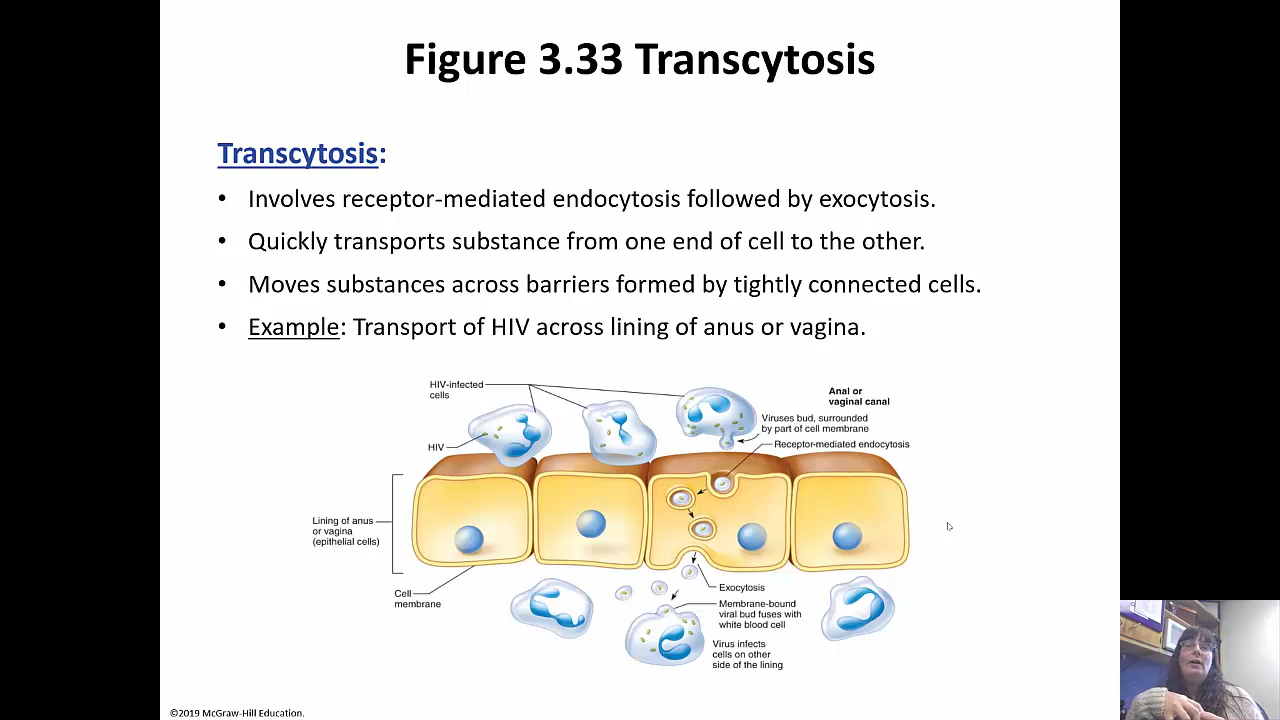 Figure 3.33 Transcytosis
Transcytosis:
• Involves receptor-mediated endocytosis followed by exocytosis.
• Quickly transports substance from one end of cell to the other.
• Moves substances across barriers formed by tightly connected cells.
• Example: Transport of HIV across lining of anus or vagina.
HIV-infected
cells
Anal or
vaginal canal
Viruses bud, surrounded
by part of cell membrane
HIV
Receptor-mediated endocytosis
Lining of anus
or vagina
(epithelial cells)
Cell
membrane
Exocytosis
Membrane-bound
viral bud fuses with
white blood cell
Virus infects
cells on other
side of the lining
©2019 McGraw-Hill Education.